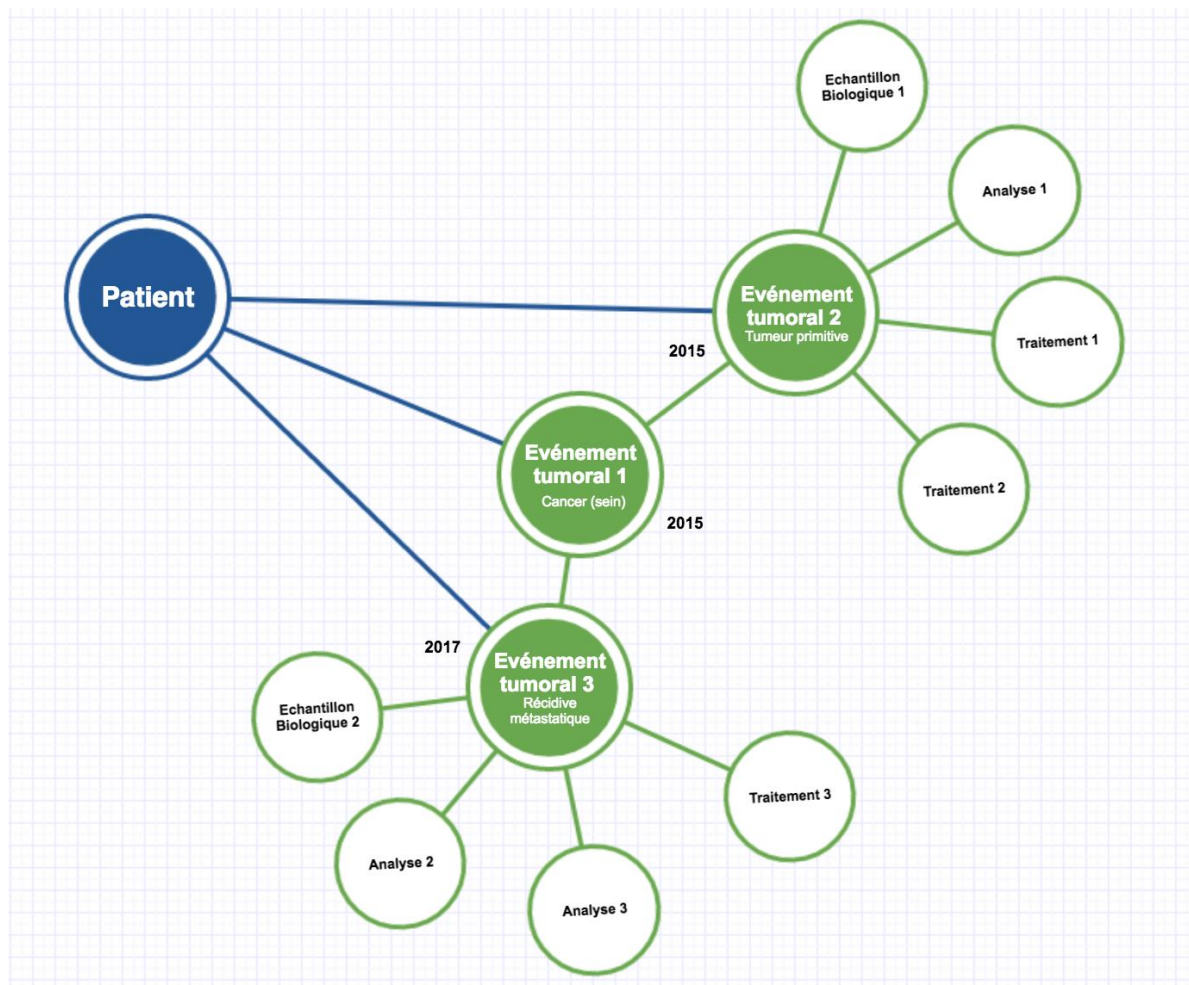 Echantillon
Biologique 1
Analyse 1
Patient
Evénement
tumoral 2
Tumeur primitive
Traitement 1
2015
Evénement
tumoral 1
Cancer (sein)
Traitement 2
2015
2017
Evénement
tumoral 3
Récidive
métastatique
Echantillon
Biologique 2
Traitement 3
Analyse 2
Analyse 3